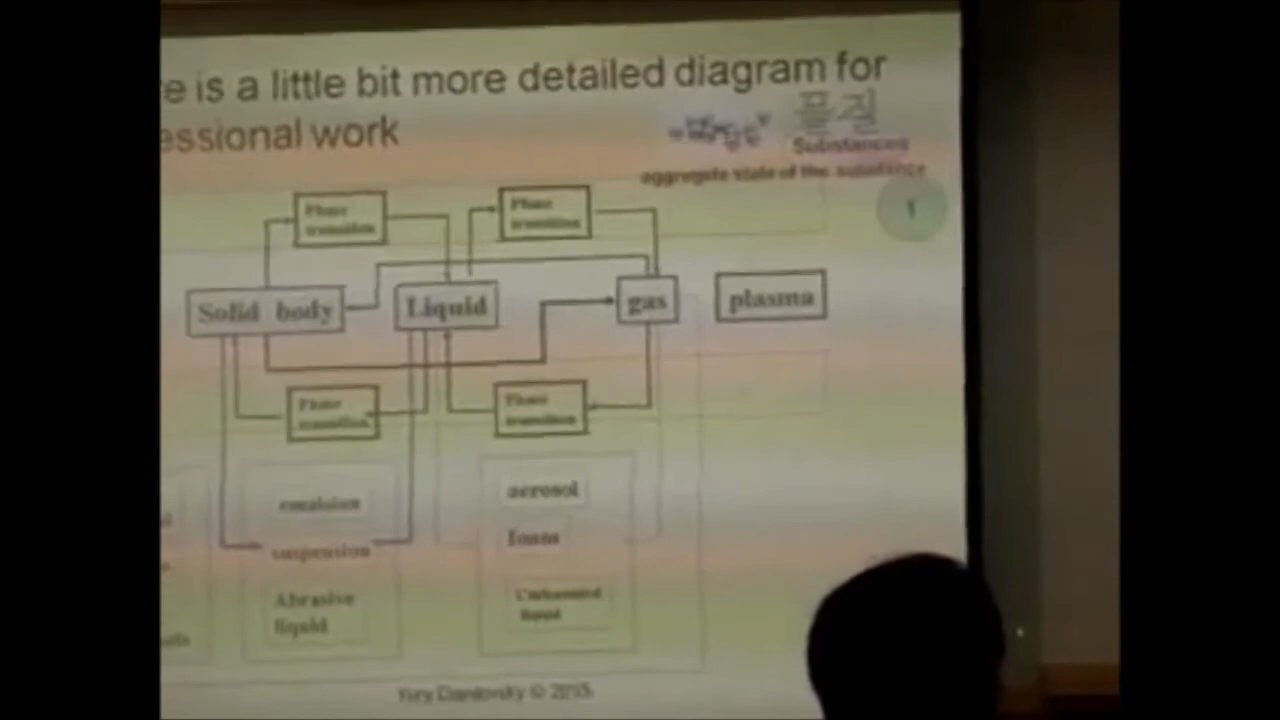 e is a little bit more detailed diagram for
essional work
물질
Substances
aggregate state of the substance
1
Phase
transition
Phase
transition
Solid body
Liquid
gas
plasma
Phase
transition
Phase
transition
emulsion
suspension
Abrasive
liquid
aerosol
foam
liquid
Yury Danilovsky © 2015